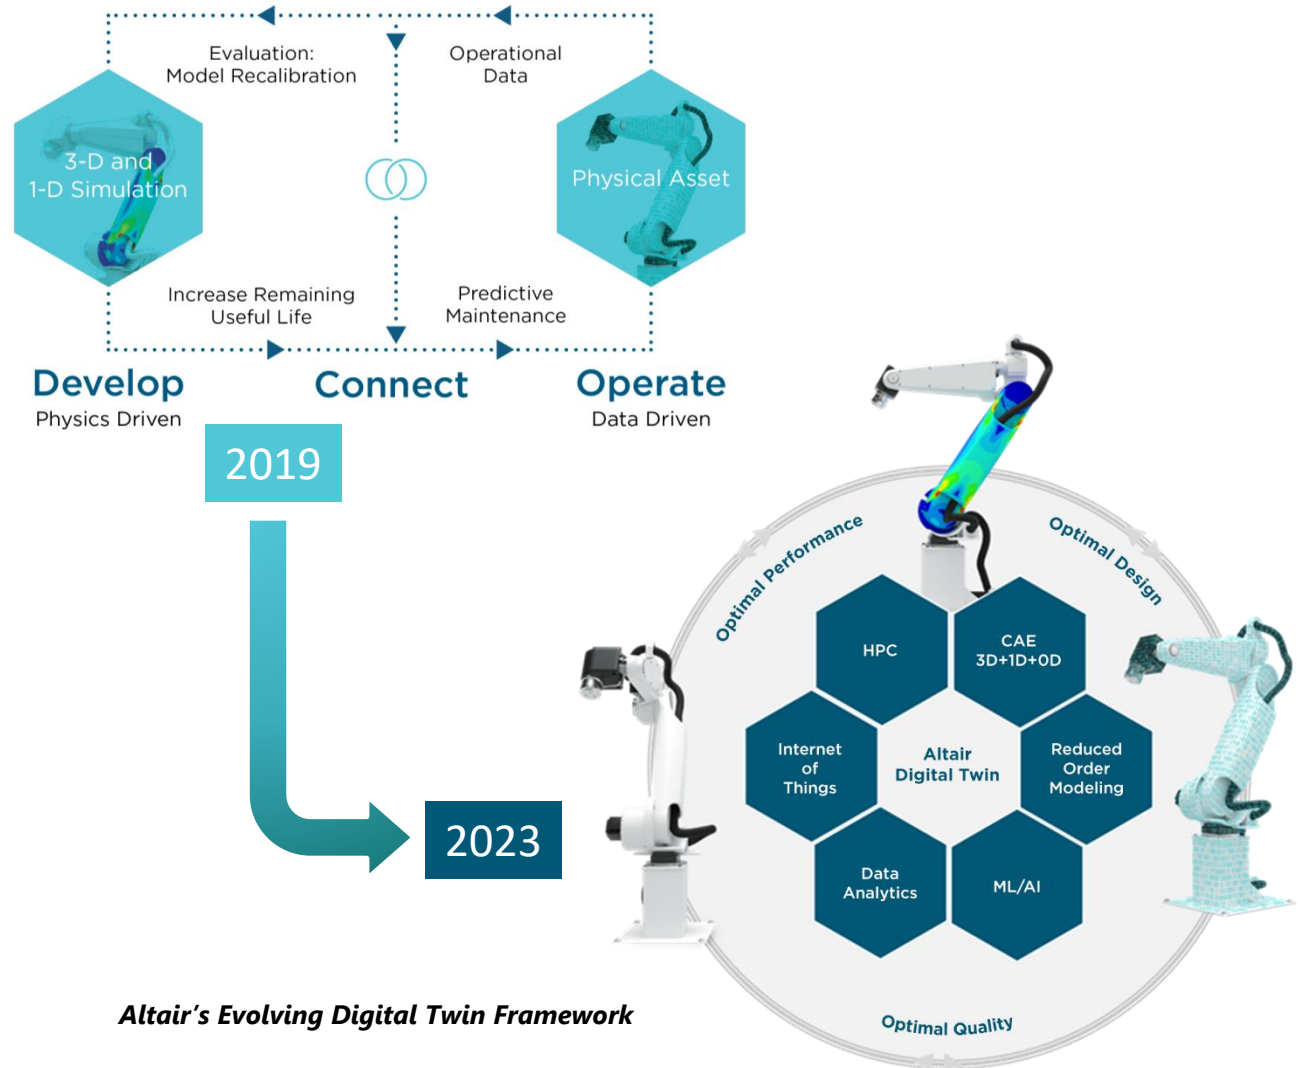 Evaluation:
Model Recalibration
Operational
Data
3-D and
1-D Simulation
Physical Asset
Increase Remaining
Useful Life
Predictive
Maintenance
Develop
Physics Driven
Connect
Operate
Data Driven
2019
2023
Optimal Performance
Optimal Design
HPC
CAE
3D+1D+0D
Internet
of
Things
Altair
Digital Twin
Reduced
Order
Modeling
Data
Analytics
ML/AI
Optimal Quality
Altair’s Evolving Digital Twin Framework